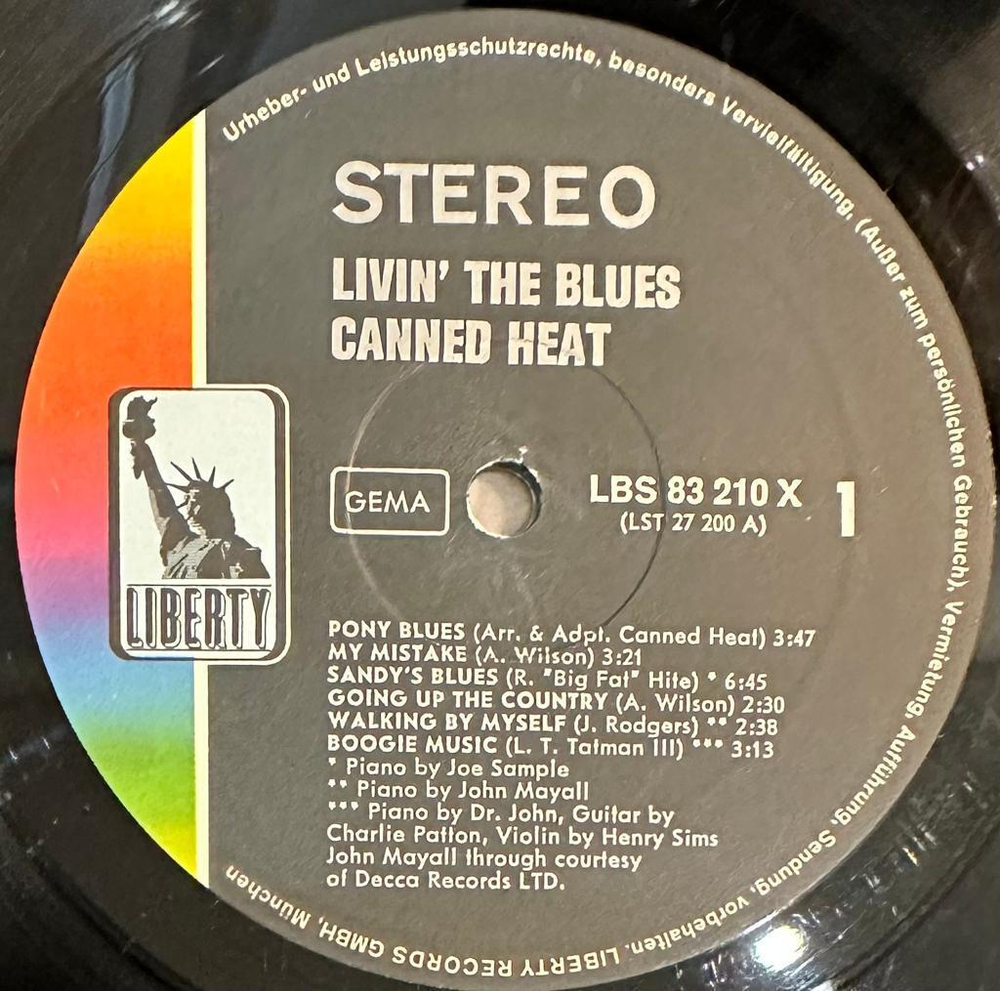 Urheber- und Leistungsschutzrechte, besonders Vervielfältigung, (Außer zum persönlichen Gebrauch), Vermietung, Aufführung, Sendung, vorbehalten. LIBERTY RECORDS GMBH, München
STEREO
LIVIN' THE BLUES
CANNED HEAT
GEMA
LBS 83 210 X
1
(LST 27 200 A)
LIBERTY
PONY BLUES (Arr. & Adpt. Canned Heat) 3:47
MY MISTAKE (A. Wilson) 3:21
SANDY'S BLUES (R. "Big Fat" Hite) * 6:45
GOING UP THE COUNTRY (A. Wilson) 2:30
WALKING BY MYSELF (J. Rodgers) ** 2:38
BOOGIE MUSIC (L. T. Tatman III) *** 3:13
* Piano by Joe Sample
** Piano by John Mayall
*** Piano by Dr. John, Guitar by
Charlie Patton, Violin by Henry Sims
John Mayall through courtesy
of Decca Records LTD.